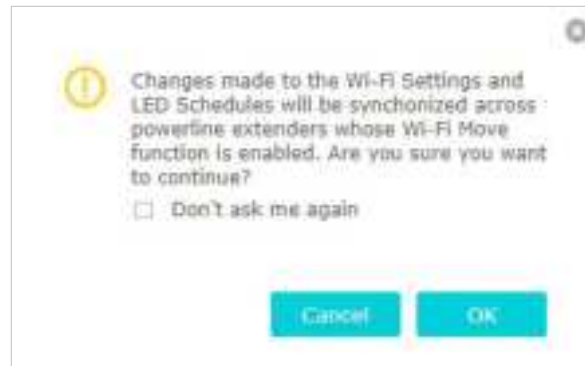 Changes made to the Wi-Fi Settings and
LED Schedules will be synchonized across
powerline extenders whose Wi-Fi Move
function is enabled. Are you sure you want
to continue?
Don't ask me again
Cancel
OK